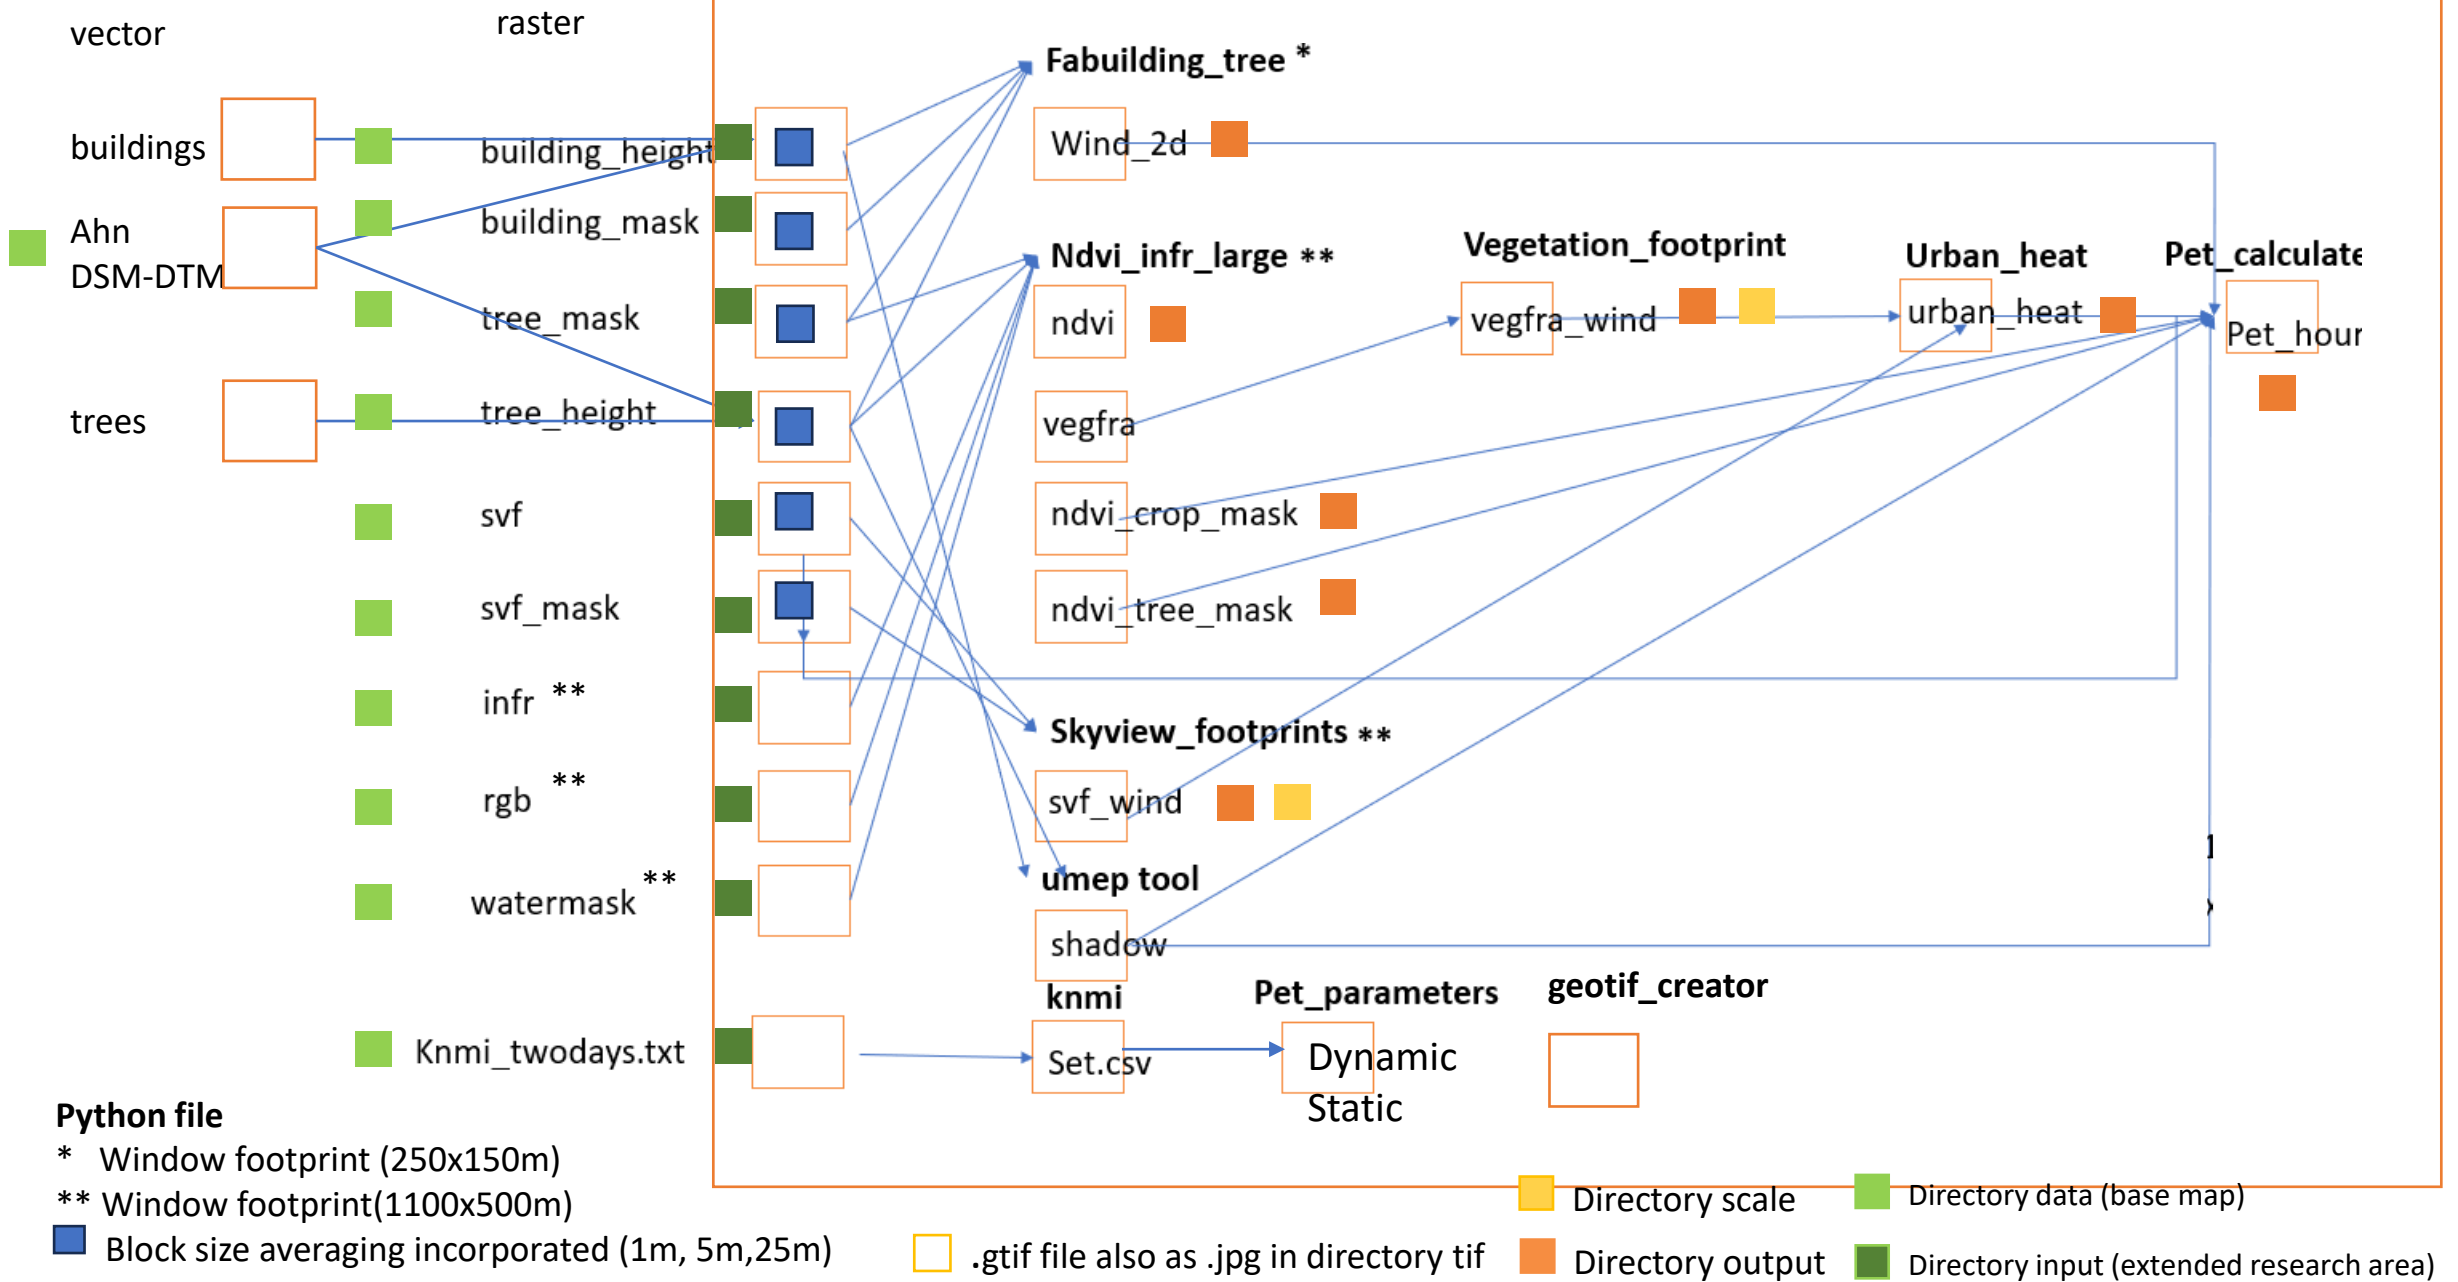 vector
raster
Fabuilding_tree *
buildings
building_height
Wind_2d
Ahn
DSM-DTM
building_mask
Ndvi_infr_large **
Vegetation_footprint
Urban_heat
Pet_calculate
tree_mask
ndvi
vegfra_wind
urban_heat
Pet_hour
trees
tree_height
vegfra
svf
ndvi_crop_mask
svf_mask
ndvi_tree_mask
infr **
Skyview_footprints **
rgb **
svf_wind
watermask **
umep tool
shadow
knmi
Pet_parameters
geotif_creator
Knmi_twodays.txt
Set.csv
Dynamic
Static
Python file
* Window footprint (250x150m)
** Window footprint(1100x500m)
Block size averaging incorporated (1m, 5m,25m)
.gtif file also as .jpg in directory tif
Directory scale
Directory data (base map)
Directory output
Directory input (extended research area)